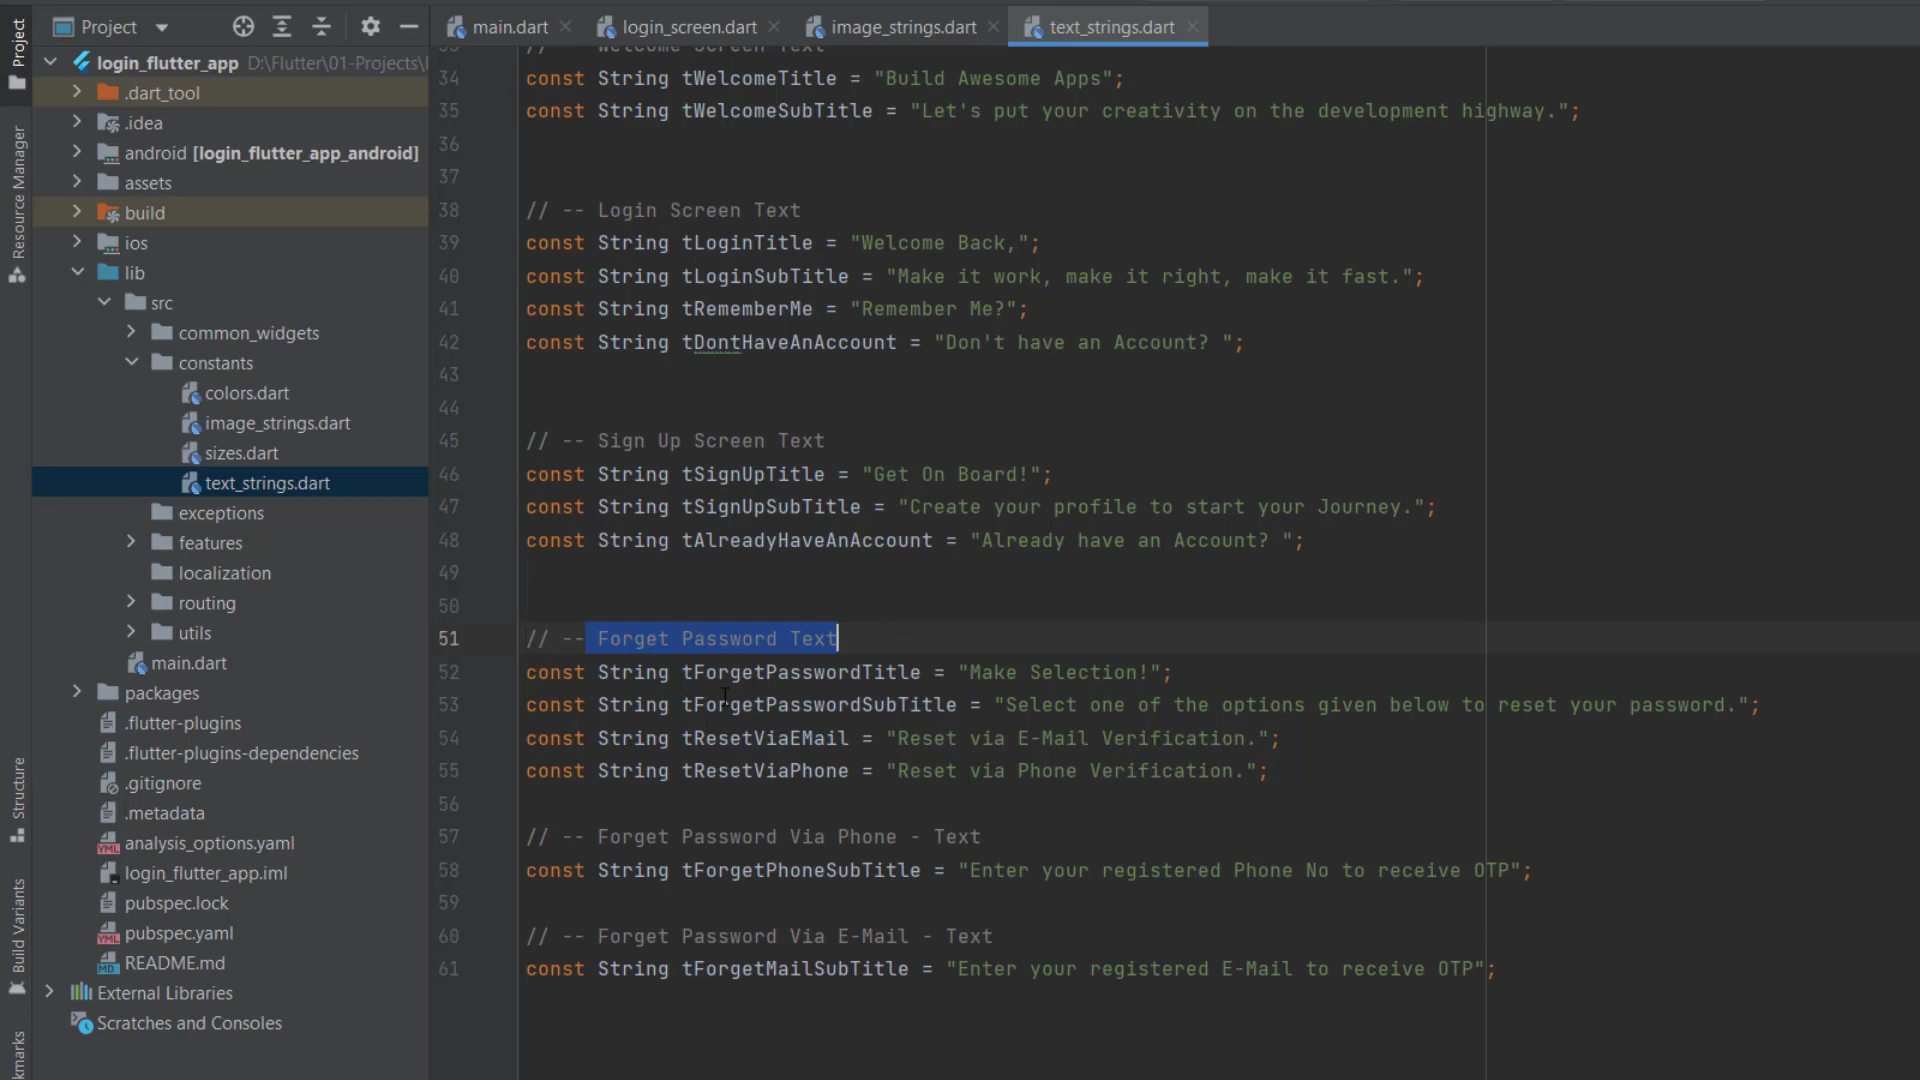 Project
main.dart
login_screen.dart
image_strings.dart
text_strings.dart
Project
Resource Manager
Structure
Build Variants
login_flutter_app D:\Flutter\01-Projects\
.dart_tool
.idea
android [login_flutter_app_android]
assets
build
ios
lib
src
common_widgets
constants
colors.dart
image_strings.dart
sizes.dart
text_strings.dart
exceptions
features
localization
routing
utils
main.dart
packages
.flutter-plugins
.flutter-plugins-dependencies
.gitignore
.metadata
analysis_options.yaml
login_flutter_app.iml
pubspec.lock
pubspec.yaml
README.md
External Libraries
Scratches and Consoles
33 // -- Welcome Screen Text
34 const String tWelcomeTitle = "Build Awesome Apps";
35 const String tWelcomeSubTitle = "Let's put your creativity on the development highway.";
36
37
38 // -- Login Screen Text
39 const String tLoginTitle = "Welcome Back,";
40 const String tLoginSubTitle = "Make it work, make it right, make it fast.";
41 const String tRememberMe = "Remember Me?";
42 const String tDontHaveAnAccount = "Don't have an Account? ";
43
44
45 // -- Sign Up Screen Text
46 const String tSignUpTitle = "Get On Board!";
47 const String tSignUpSubTitle = "Create your profile to start your Journey.";
48 const String tAlreadyHaveAnAccount = "Already have an Account? ";
49
50
51 // -- Forget Password Text
52 const String tForgetPasswordTitle = "Make Selection!";
53 const String tForgetPasswordSubTitle = "Select one of the options given below to reset your password.";
54 const String tResetViaEMail = "Reset via E-Mail Verification.";
55 const String tResetViaPhone = "Reset via Phone Verification.";
56
57 // -- Forget Password Via Phone - Text
58 const String tForgetPhoneSubTitle = "Enter your registered Phone No to receive OTP";
59
60 // -- Forget Password Via E-Mail - Text
61 const String tForgetMailSubTitle = "Enter your registered E-Mail to receive OTP";